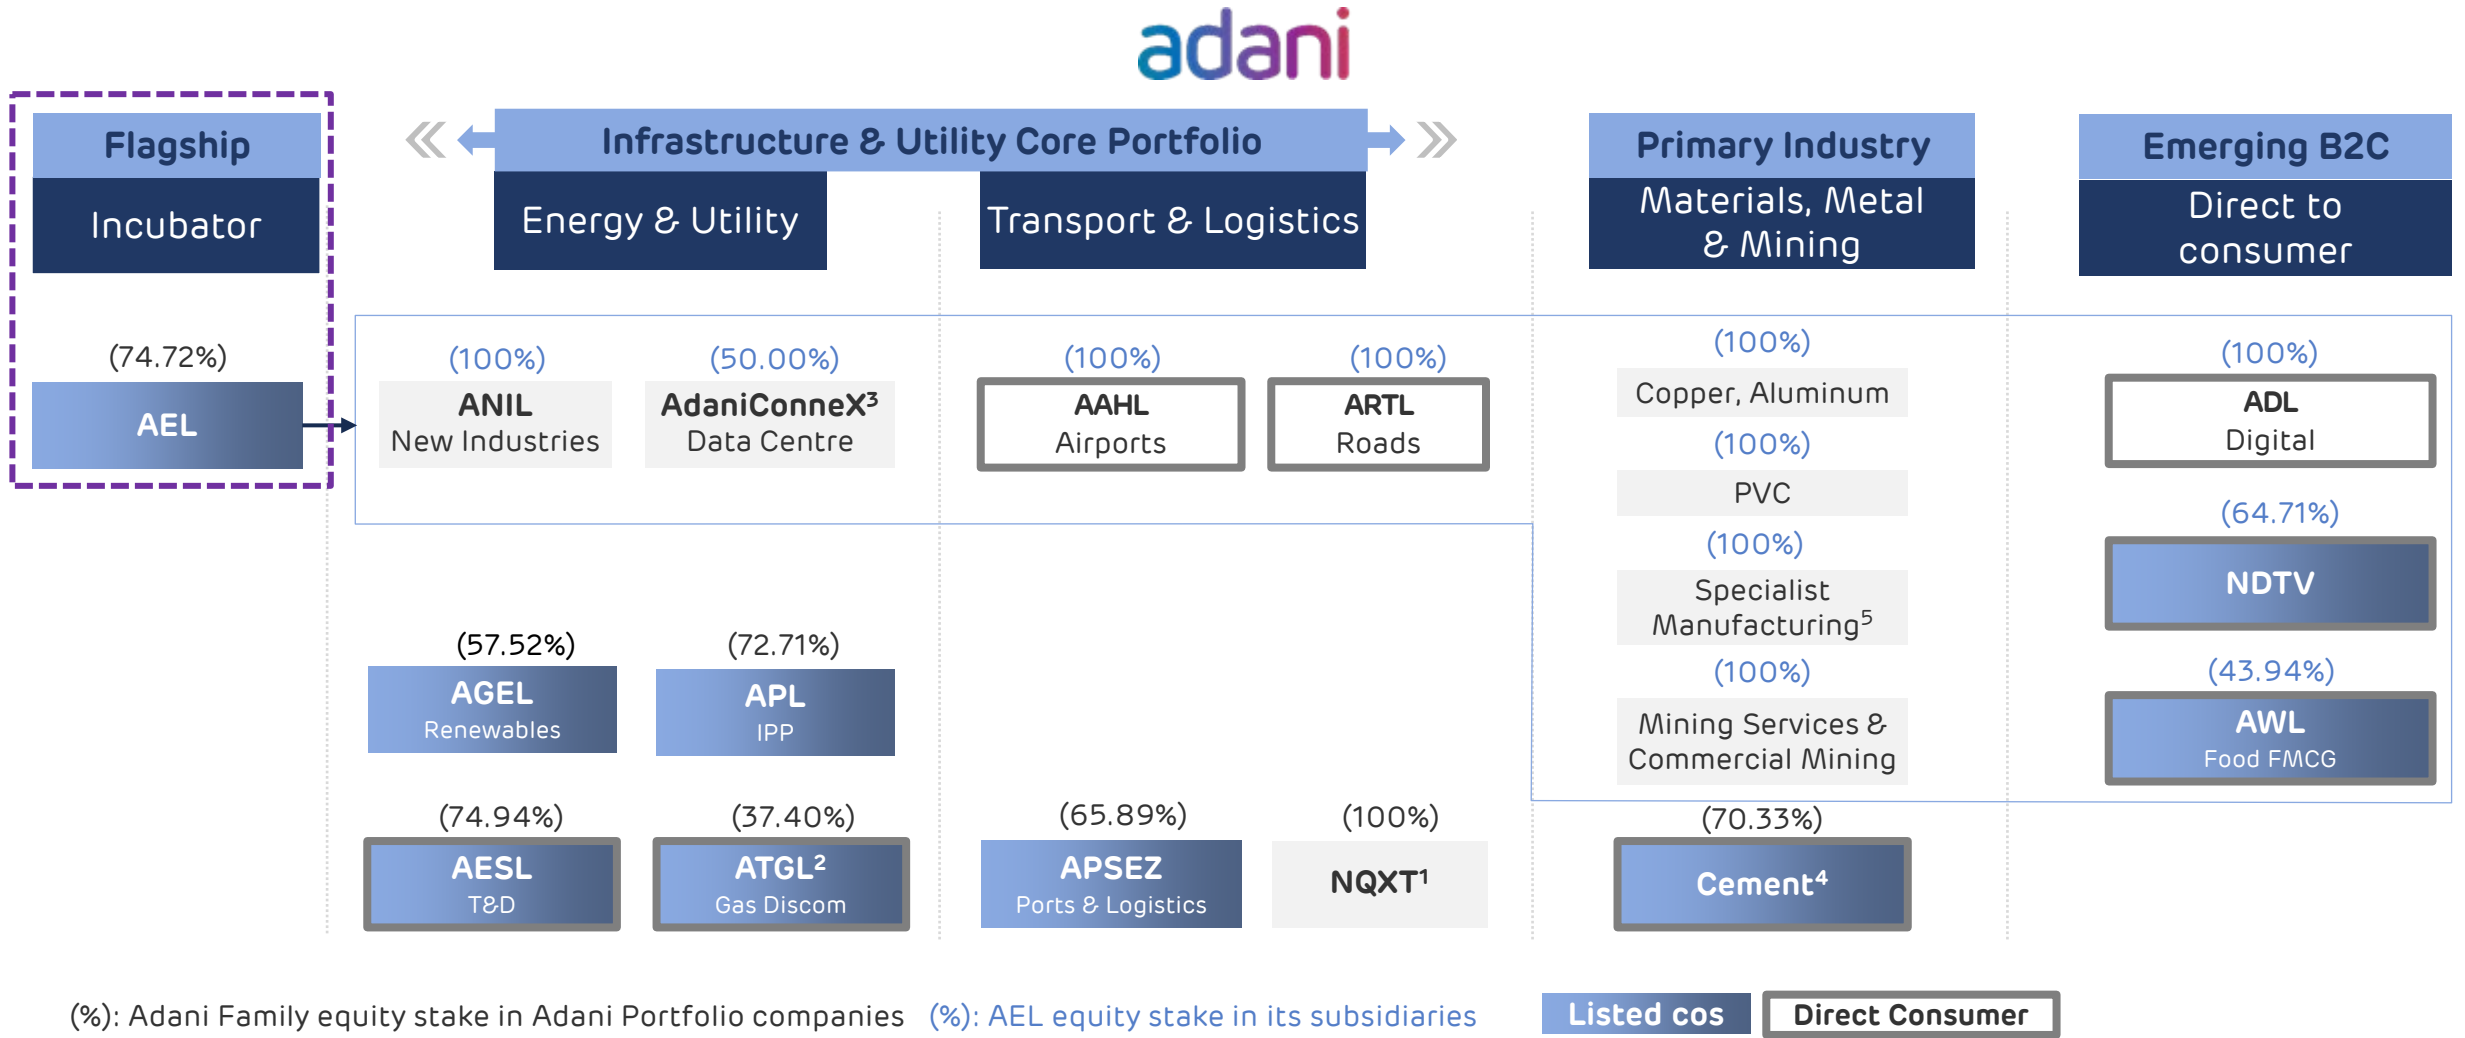 adani
Flagship
Incubator
Infrastructure & Utility Core Portfolio
Energy & Utility
Transport & Logistics
Primary Industry
Materials, Metal
& Mining
Emerging B2C
Direct to
consumer
(74.72%)
AEL
(100%)
ANIL
New Industries
(50.00%)
AdaniConneX³
Data Centre
(100%)
AAHL
Airports
(100%)
ARTL
Roads
(100%)
Copper, Aluminum
(100%)
PVC
(100%)
Specialist
Manufacturing⁵
(100%)
Mining Services &
Commercial Mining
(100%)
ADL
Digital
(64.71%)
NDTV
(43.94%)
AWL
Food FMCG
(57.52%)
AGEL
Renewables
(72.71%)
APL
IPP
(74.94%)
AESL
T&D
(37.40%)
ATGL²
Gas Discom
(65.89%)
APSEZ
Ports & Logistics
(100%)
NQXT¹
(70.33%)
Cement⁴
(%): Adani Family equity stake in Adani Portfolio companies
(%): AEL equity stake in its subsidiaries
Listed cos
Direct Consumer